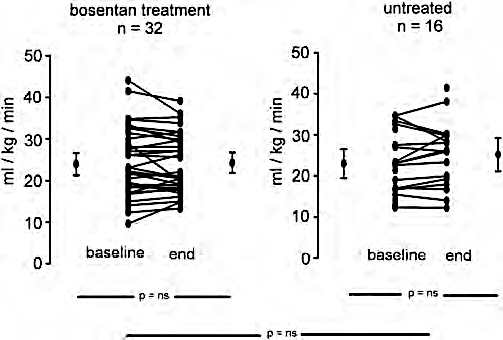 bosentan treatment
n = 32
untreated
n = 16
ml / kg / min
50
40
30
20
10
0
baseline end
ml / kg / min
50
40
30
20
10
0
baseline end
p = ns
p = ns
p = ns